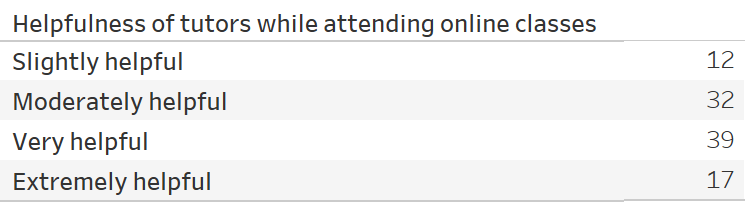 Helpfulness of tutors while attending online classes
Slightly helpful 12
Moderately helpful 32
Very helpful 39
Extremely helpful 17